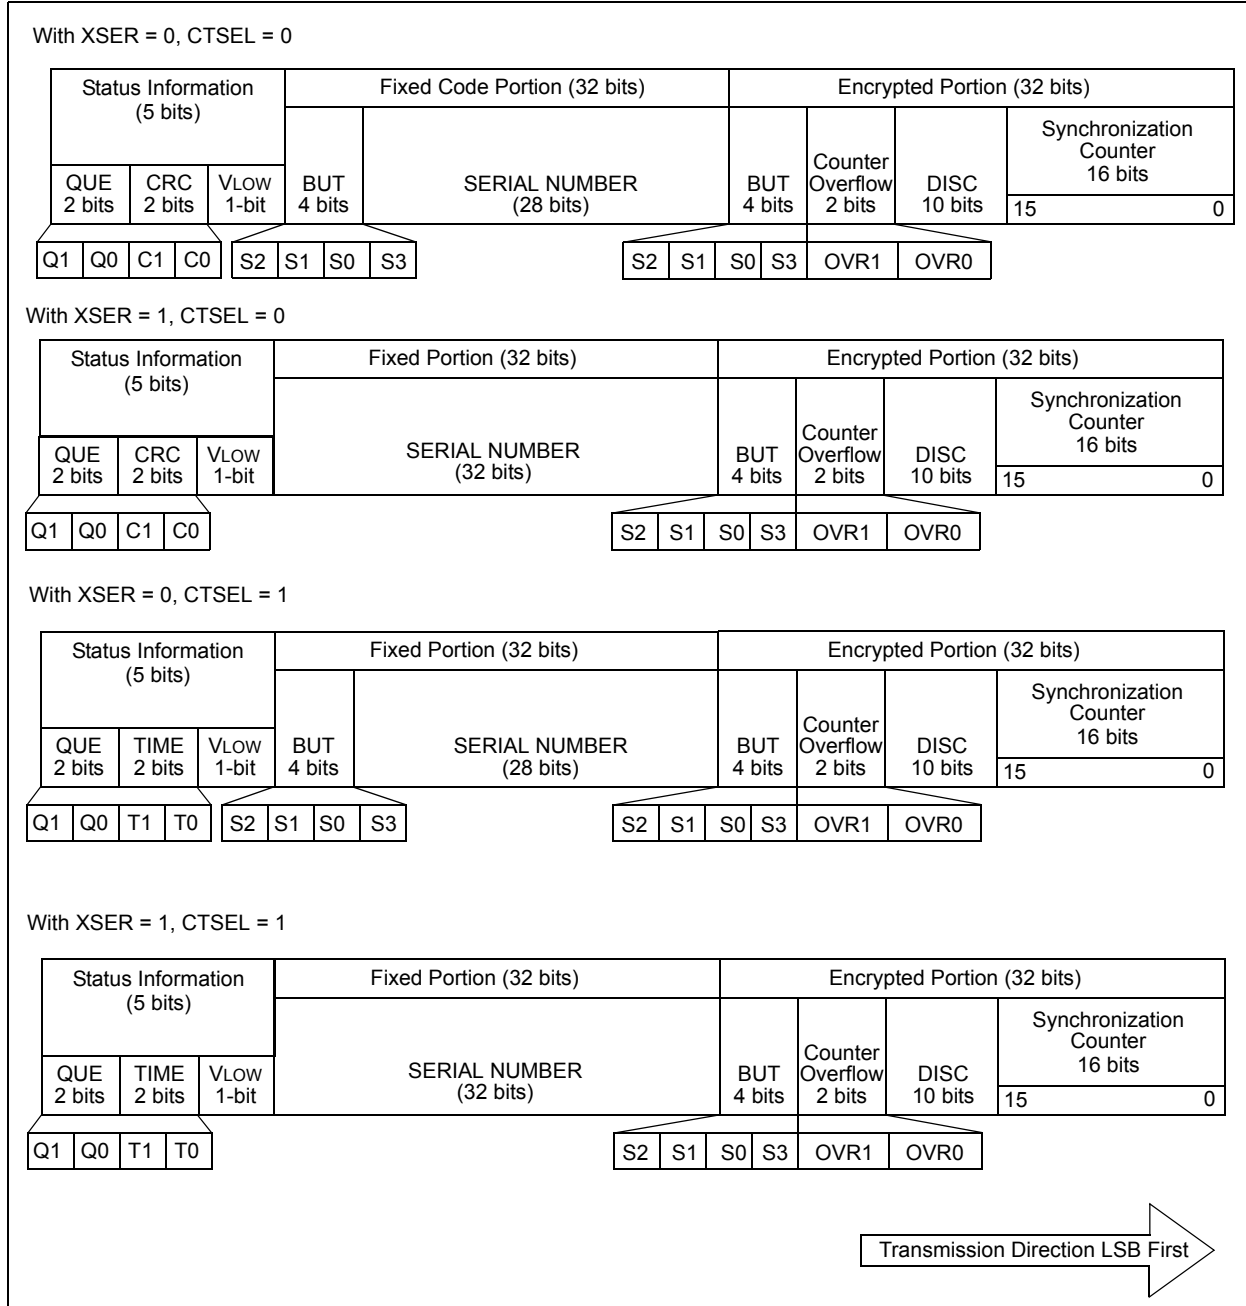 With XSER = 0, CTSEL = 0
Status Information
(5 bits)
Fixed Code Portion (32 bits)
Encrypted Portion (32 bits)
QUE
2 bits
CRC
2 bits
VLOW
1-bit
BUT
4 bits
SERIAL NUMBER
(28 bits)
BUT
4 bits
Counter
Overflow
2 bits
DISC
10 bits
Synchronization
Counter
16 bits
15 0
Q1 Q0 C1 C0
S2 S1 S0 S3
S2 S1 S0 S3 OVR1 OVR0
With XSER = 1, CTSEL = 0
Status Information
(5 bits)
Fixed Portion (32 bits)
Encrypted Portion (32 bits)
QUE
2 bits
CRC
2 bits
VLOW
1-bit
SERIAL NUMBER
(32 bits)
BUT
4 bits
Counter
Overflow
2 bits
DISC
10 bits
Synchronization
Counter
16 bits
15 0
Q1 Q0 C1 C0
S2 S1 S0 S3 OVR1 OVR0
With XSER = 0, CTSEL = 1
Status Information
(5 bits)
Fixed Portion (32 bits)
Encrypted Portion (32 bits)
QUE
2 bits
TIME
2 bits
VLOW
1-bit
BUT
4 bits
SERIAL NUMBER
(28 bits)
BUT
4 bits
Counter
Overflow
2 bits
DISC
10 bits
Synchronization
Counter
16 bits
15 0
Q1 Q0 T1 T0
S2 S1 S0 S3
S2 S1 S0 S3 OVR1 OVR0
With XSER = 1, CTSEL = 1
Status Information
(5 bits)
Fixed Portion (32 bits)
Encrypted Portion (32 bits)
QUE
2 bits
TIME
2 bits
VLOW
1-bit
SERIAL NUMBER
(32 bits)
BUT
4 bits
Counter
Overflow
2 bits
DISC
10 bits
Synchronization
Counter
16 bits
15 0
Q1 Q0 T1 T0
S2 S1 S0 S3 OVR1 OVR0
Transmission Direction LSB First